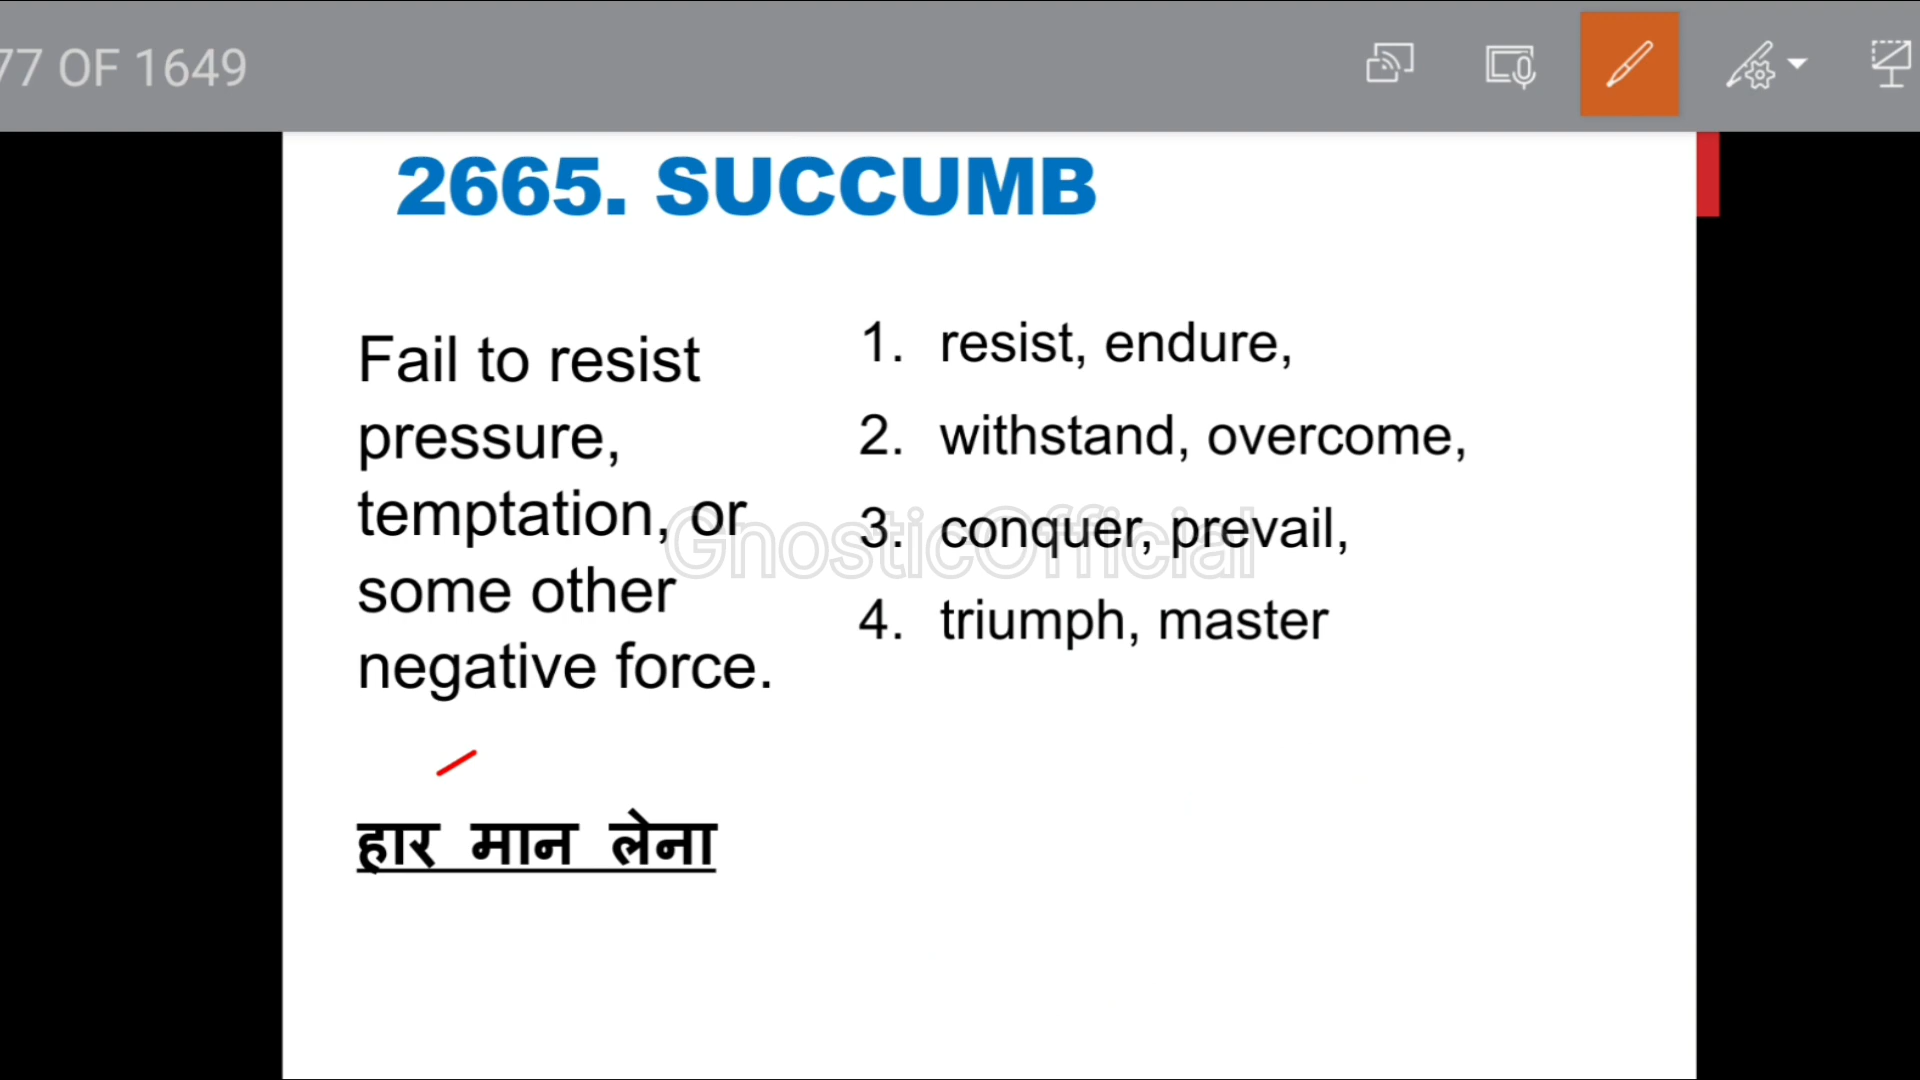 77 OF 1649
2665. SUCCUMB
Fail to resist
pressure,
temptation, or
some other
negative force.
हार मान लेना
1. resist, endure,
2. withstand, overcome,
3. conquer, prevail,
4. triumph, master
GnosticOfficial